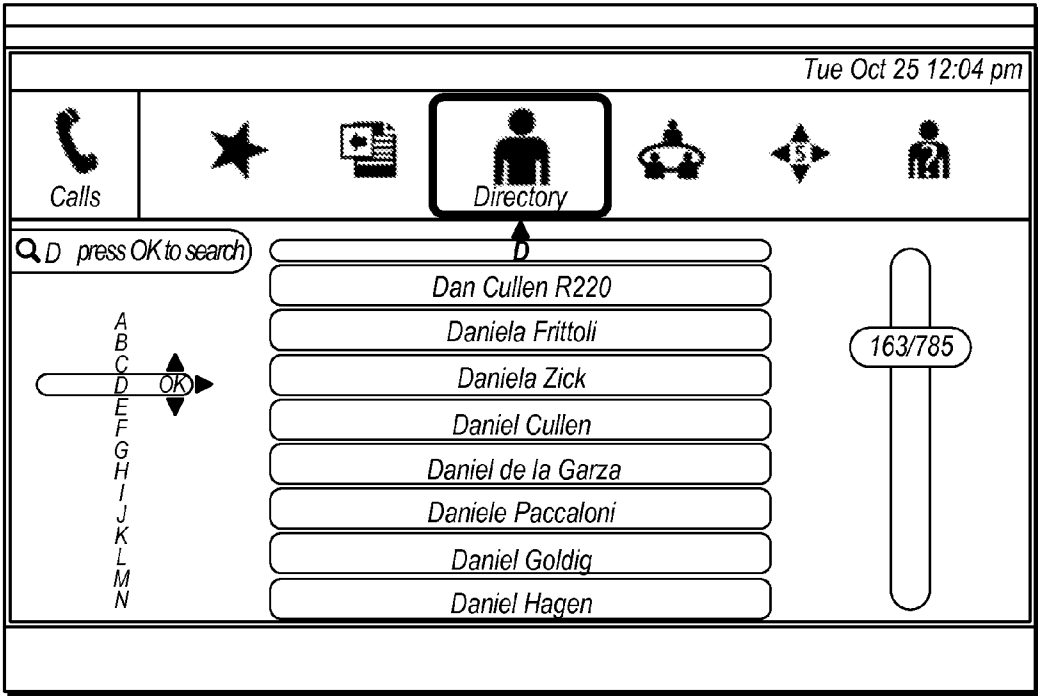 Tue Oct 25 12:04 pm
Calls
Directory
5
?
D press OK to search
D
Dan Cullen R220
Daniela Frittoli
Daniela Zick
Daniel Cullen
Daniel de la Garza
Daniele Paccaloni
Daniel Goldig
Daniel Hagen
A
B
C
D OK
E
F
G
H
I
J
K
L
M
N
163/785